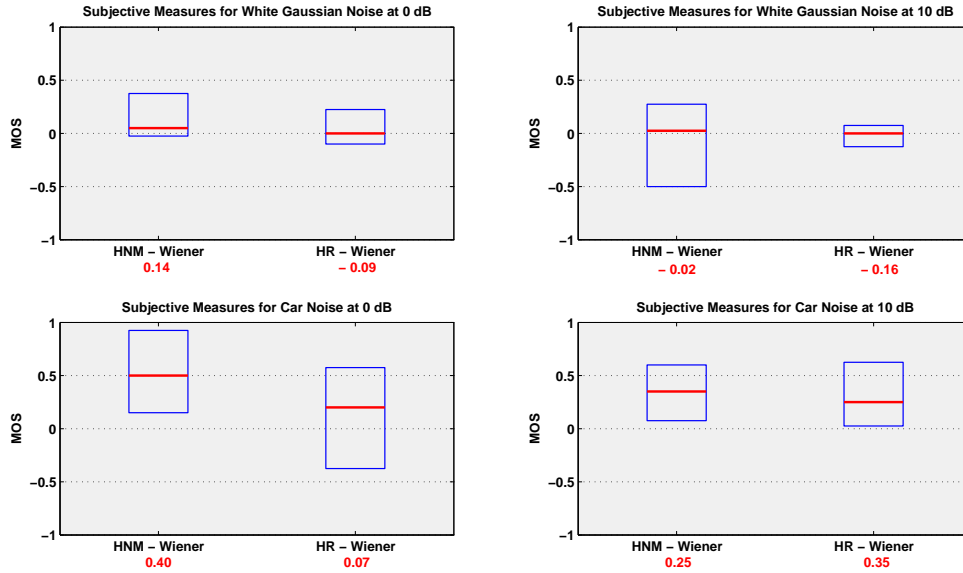 Subjective Measures for White Gaussian Noise at 0 dB
1
0.5
0
−0.5
−1
MOS
HNM − Wiener HR − Wiener
0.14 − 0.09
Subjective Measures for White Gaussian Noise at 10 dB
1
0.5
0
−0.5
−1
MOS
HNM − Wiener HR − Wiener
− 0.02 − 0.16
Subjective Measures for Car Noise at 0 dB
1
0.5
0
−0.5
−1
MOS
HNM − Wiener HR − Wiener
0.40 0.07
Subjective Measures for Car Noise at 10 dB
1
0.5
0
−0.5
−1
MOS
HNM − Wiener HR − Wiener
0.25 0.35